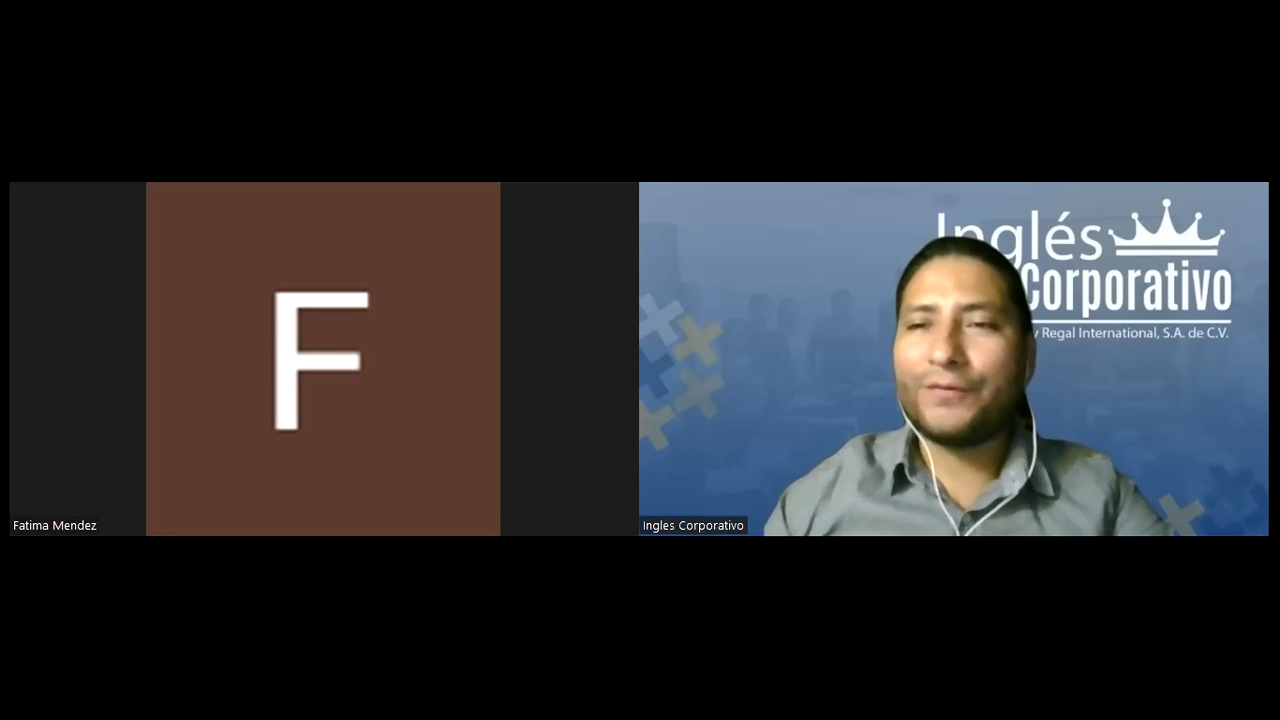 F
Fatima Mendez
Inglés
Corporativo
y Regal International, S.A. de C.V.
Ingles Corporativo